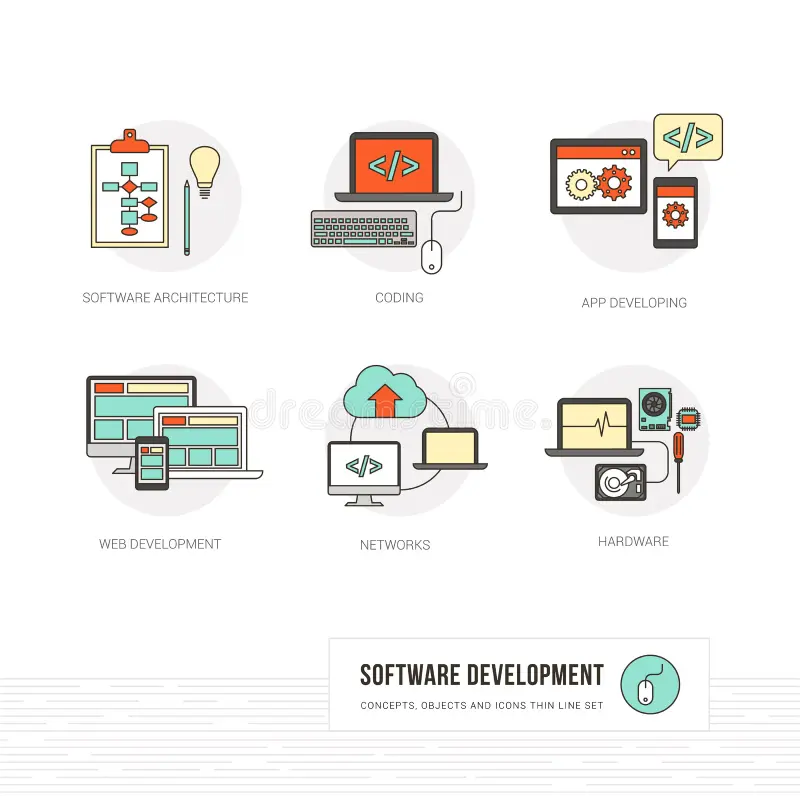 </>
</>
SOFTWARE ARCHITECTURE
CODING
APP DEVELOPING
dreamstime.com
</>
WEB DEVELOPMENT
NETWORKS
HARDWARE
SOFTWARE DEVELOPMENT
CONCEPTS, OBJECTS AND ICONS THIN LINE SET